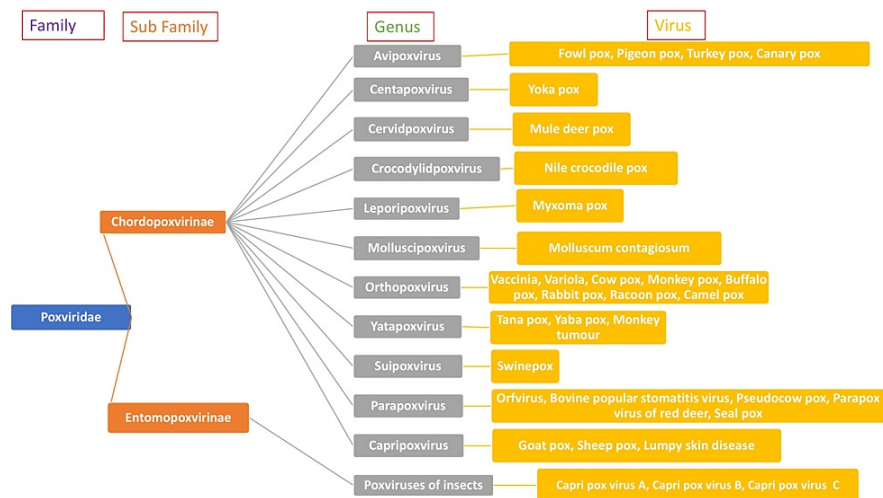 Family
Sub Family
Genus
Virus
Avipoxvirus
Fowl pox, Pigeon pox, Turkey pox, Canary pox
Centapoxvirus
Yoka pox
Cervidpoxvirus
Mule deer pox
Crocodylidpoxvirus
Nile crocodile pox
Leporipoxvirus
Myxoma pox
Chordopoxvirinae
Molluscipoxvirus
Molluscum contagiosum
Orthopoxvirus
Vaccinia, Variola, Cow pox, Monkey pox, Buffalo
pox, Rabbit pox, Racoon pox, Camel pox
Poxviridae
Yatapoxvirus
Tana pox, Yaba pox, Monkey
tumour
Suipoxvirus
Swinepox
Parapoxvirus
Orfvirus, Bovine popular stomatitis virus, Pseudocow pox, Parapox
virus of red deer, Seal pox
Entomopoxvirinae
Capripoxvirus
Goat pox, Sheep pox, Lumpy skin disease
Poxviruses of insects
Capri pox virus A, Capri pox virus B, Capri pox virus C